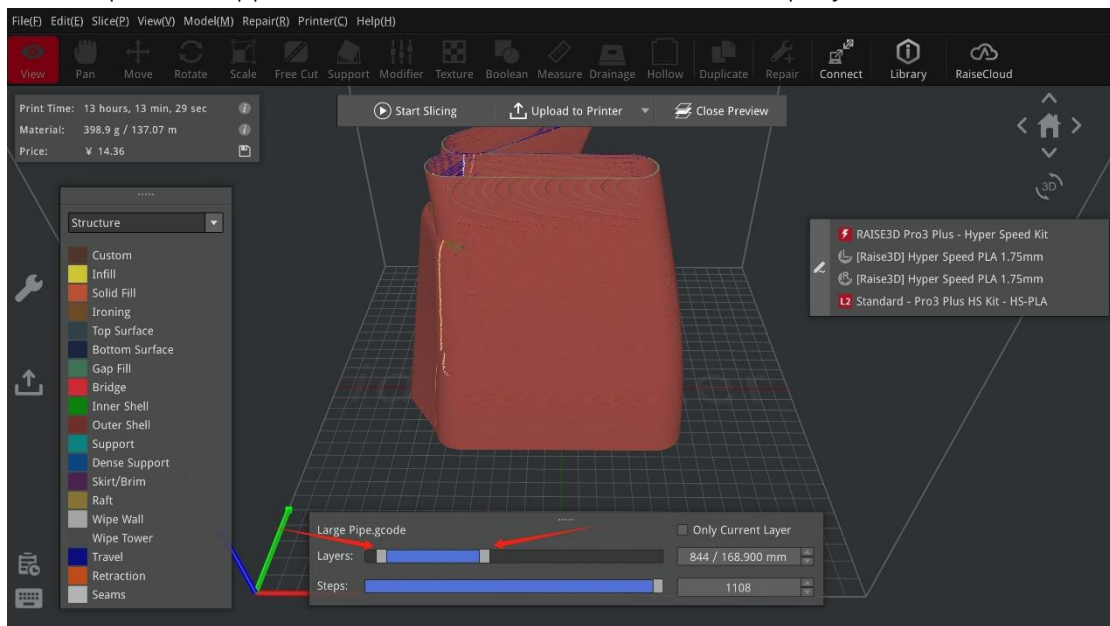 File(F) Edit(E) Slice(P) View(V) Model(M) Repair(R) Printer(C) Help(H)
View Pan Move Rotate Scale Free Cut Support Modifier Texture Boolean Measure Drainage Hollow Duplicate Repair Connect Library RaiseCloud
Print Time: 13 hours, 13 min, 29 sec
Material: 398.9 g / 137.07 m
Price: ¥ 14.36
Start Slicing Upload to Printer Close Preview
3D
Structure
Custom
Infill
Solid Fill
Ironing
Top Surface
Bottom Surface
Gap Fill
Bridge
Inner Shell
Outer Shell
Support
Dense Support
Skirt/Brim
Raft
Wipe Wall
Wipe Tower
Travel
Retraction
Seams
RAISE3D Pro3 Plus - Hyper Speed Kit
[Raise3D] Hyper Speed PLA 1.75mm
[Raise3D] Hyper Speed PLA 1.75mm
L2 Standard - Pro3 Plus HS Kit - HS-PLA
Large Pipe.gcode
Only Current Layer
Layers: 844 / 168.900 mm
Steps: 1108